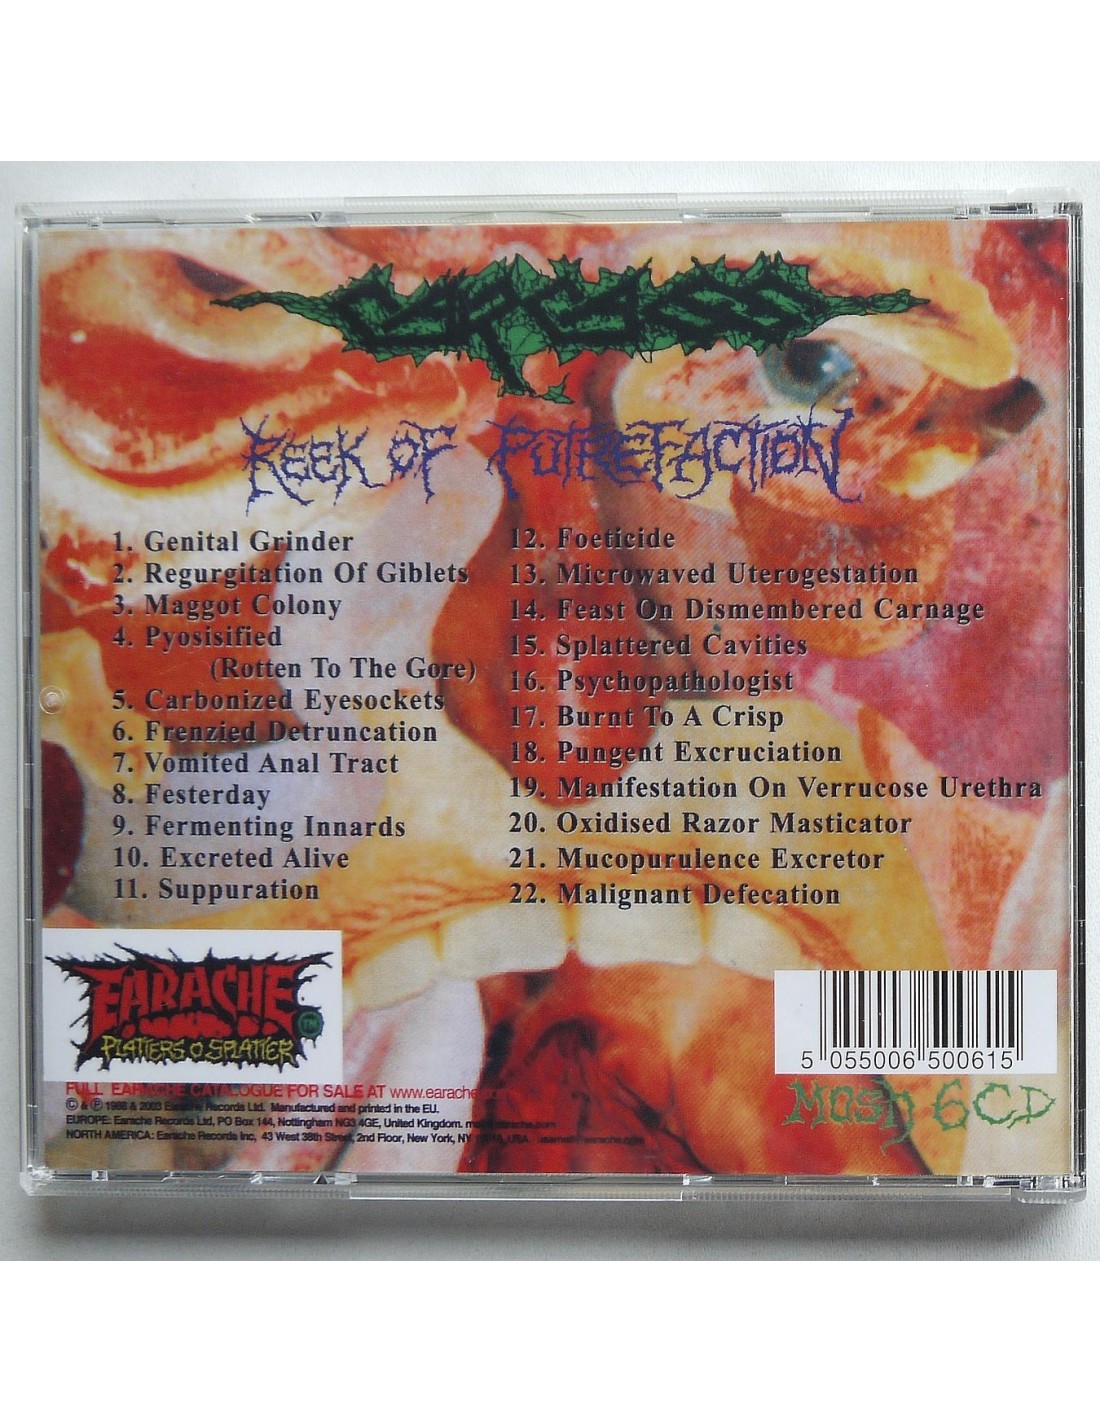 CARCASS
REEK OF PUTREFACTION
1. Genital Grinder
2. Regurgitation Of Giblets
3. Maggot Colony
4. Pyosisified
(Rotten To The Gore)
5. Carbonized Eyesockets
6. Frenzied Detruncation
7. Vomited Anal Tract
8. Festerday
9. Fermenting Innards
10. Excreted Alive
11. Suppuration
12. Foeticide
13. Microwaved Uterogestation
14. Feast On Dismembered Carnage
15. Splattered Cavities
16. Psychopathologist
17. Burnt To A Crisp
18. Pungent Excruciation
19. Manifestation On Verrucose Urethra
20. Oxidised Razor Masticator
21. Mucopurulence Excretor
22. Malignant Defecation
EARACHE
TM
PLATTERS O SPLATTER
5 055006 500615
Mosh 6CD
FULL EARACHE CATALOGUE FOR SALE AT www.earache
© & ℗ 1988 & 2003 Earache Records Ltd. Manufactured and printed in the EU.
EUROPE: Earache Records Ltd, PO Box 144, Nottingham NG3 4GE, United Kingdom.
NORTH AMERICA: Earache Records Inc, 43 West 38th Street, 2nd Floor, New York, NY USA